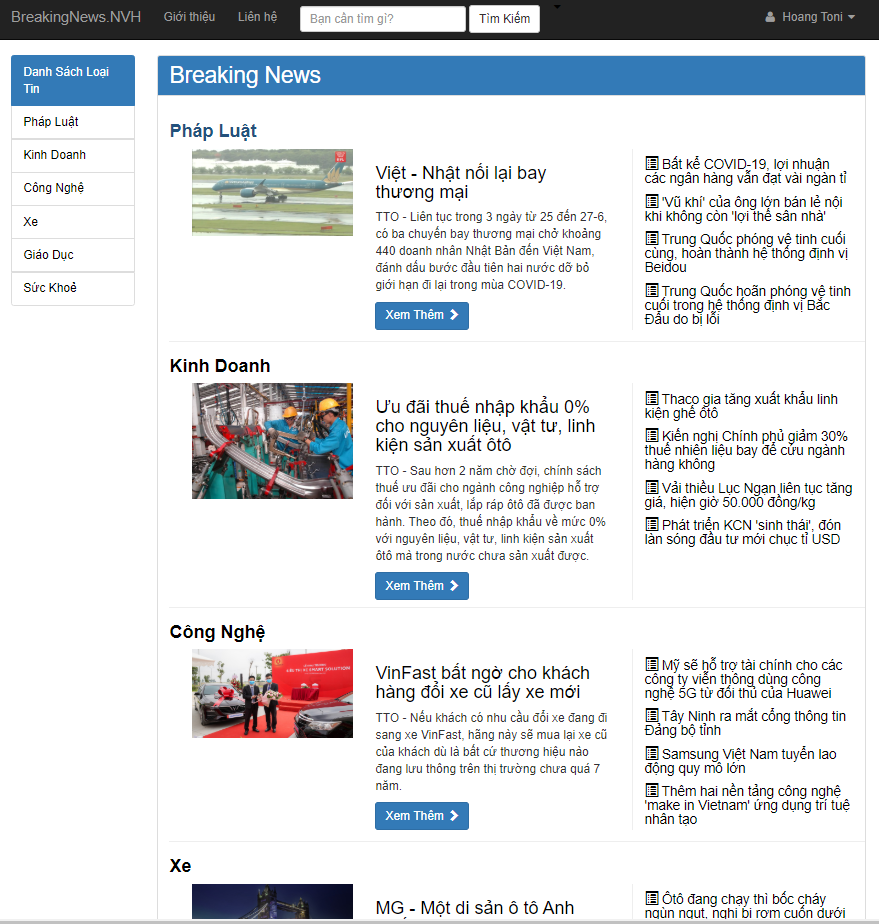 BreakingNews.NVH Giới thiệu Liên hệ Bạn cần tìm gì? Tìm Kiếm Hoang Toni
Danh Sách Loại
Tin
Pháp Luật
Kinh Doanh
Công Nghệ
Xe
Giáo Dục
Sức Khoẻ
Breaking News
Pháp Luật
Việt - Nhật nối lại bay
thương mại
TTO - Liên tục trong 3 ngày từ 25 đến 27-6,
có ba chuyến bay thương mại chở khoảng
440 doanh nhân Nhật Bản đến Việt Nam,
đánh dấu bước đầu tiên hai nước dỡ bỏ
giới hạn đi lại trong mùa COVID-19.
Xem Thêm
Bất kể COVID-19, lợi nhuận
các ngân hàng vẫn đạt vài ngàn tỉ
'Vũ khí' của ông lớn bán lẻ nội
khi không còn 'lợi thế sân nhà'
Trung Quốc phóng vệ tinh cuối
cùng, hoàn thành hệ thống định vị
Beidou
Trung Quốc hoãn phóng vệ tinh
cuối trong hệ thống định vị Bắc
Đẩu do bị lỗi
Kinh Doanh
Ưu đãi thuế nhập khẩu 0%
cho nguyên liệu, vật tư, linh
kiện sản xuất ôtô
TTO - Sau hơn 2 năm chờ đợi, chính sách
thuế ưu đãi cho ngành công nghiệp hỗ trợ
đối với sản xuất, lắp ráp ôtô đã được ban
hành. Theo đó, thuế nhập khẩu về mức 0%
với nguyên liệu, vật tư, linh kiện sản xuất
ôtô mà trong nước chưa sản xuất được.
Xem Thêm
Thaco gia tăng xuất khẩu linh
kiện ghế ôtô
Kiến nghị Chính phủ giảm 30%
thuế nhiên liệu bay để cứu ngành
hàng không
Vải thiều Lục Ngạn liên tục tăng
giá, hiện giờ 50.000 đồng/kg
Phát triển KCN 'sinh thái', đón
làn sóng đầu tư mới chục tỉ USD
Công Nghệ
VinFast bất ngờ cho khách
hàng đổi xe cũ lấy xe mới
TTO - Nếu khách có nhu cầu đổi xe đang đi
sang xe VinFast, hãng này sẽ mua lại xe cũ
của khách dù là bất cứ thương hiệu nào
đang lưu thông trên thị trường chưa quá 7
năm.
Xem Thêm
Mỹ sẽ hỗ trợ tài chính cho các
công ty viễn thông dùng công
nghệ 5G từ đối thủ của Huawei
Tây Ninh ra mắt cổng thông tin
Đảng bộ tỉnh
Samsung Việt Nam tuyển lao
động quy mô lớn
Thêm hai nền tảng công nghệ
'make in Vietnam' ứng dụng trí tuệ
nhân tạo
Xe
MG - Một di sản ô tô Anh
Ôtô đang chạy thì bốc cháy
ngùn ngụt, nghi bị rơm cuốn dưới